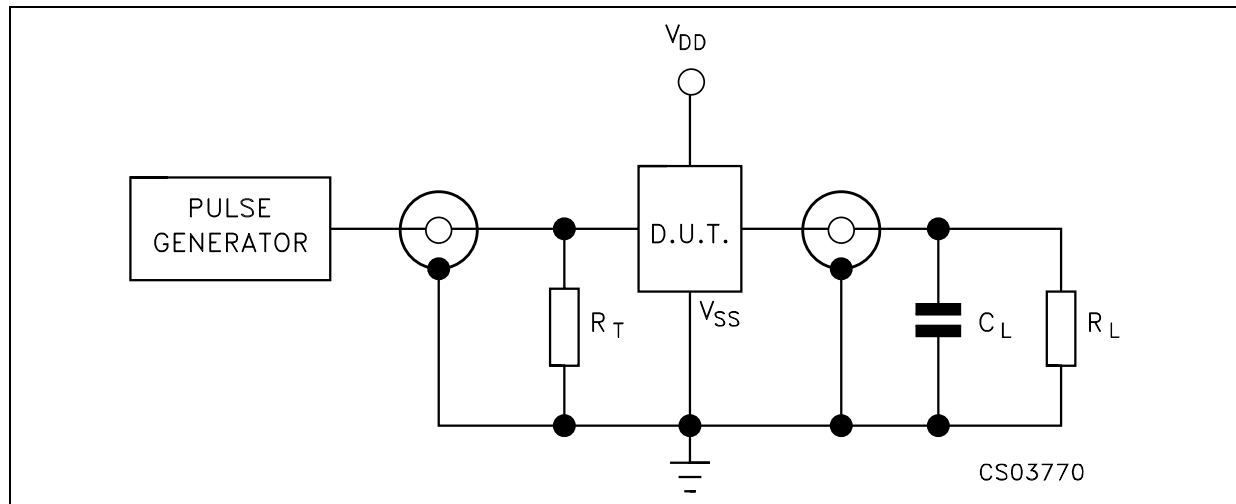 VDD
PULSE
GENERATOR
D.U.T.
VSS
RT
CL
RL
CS03770